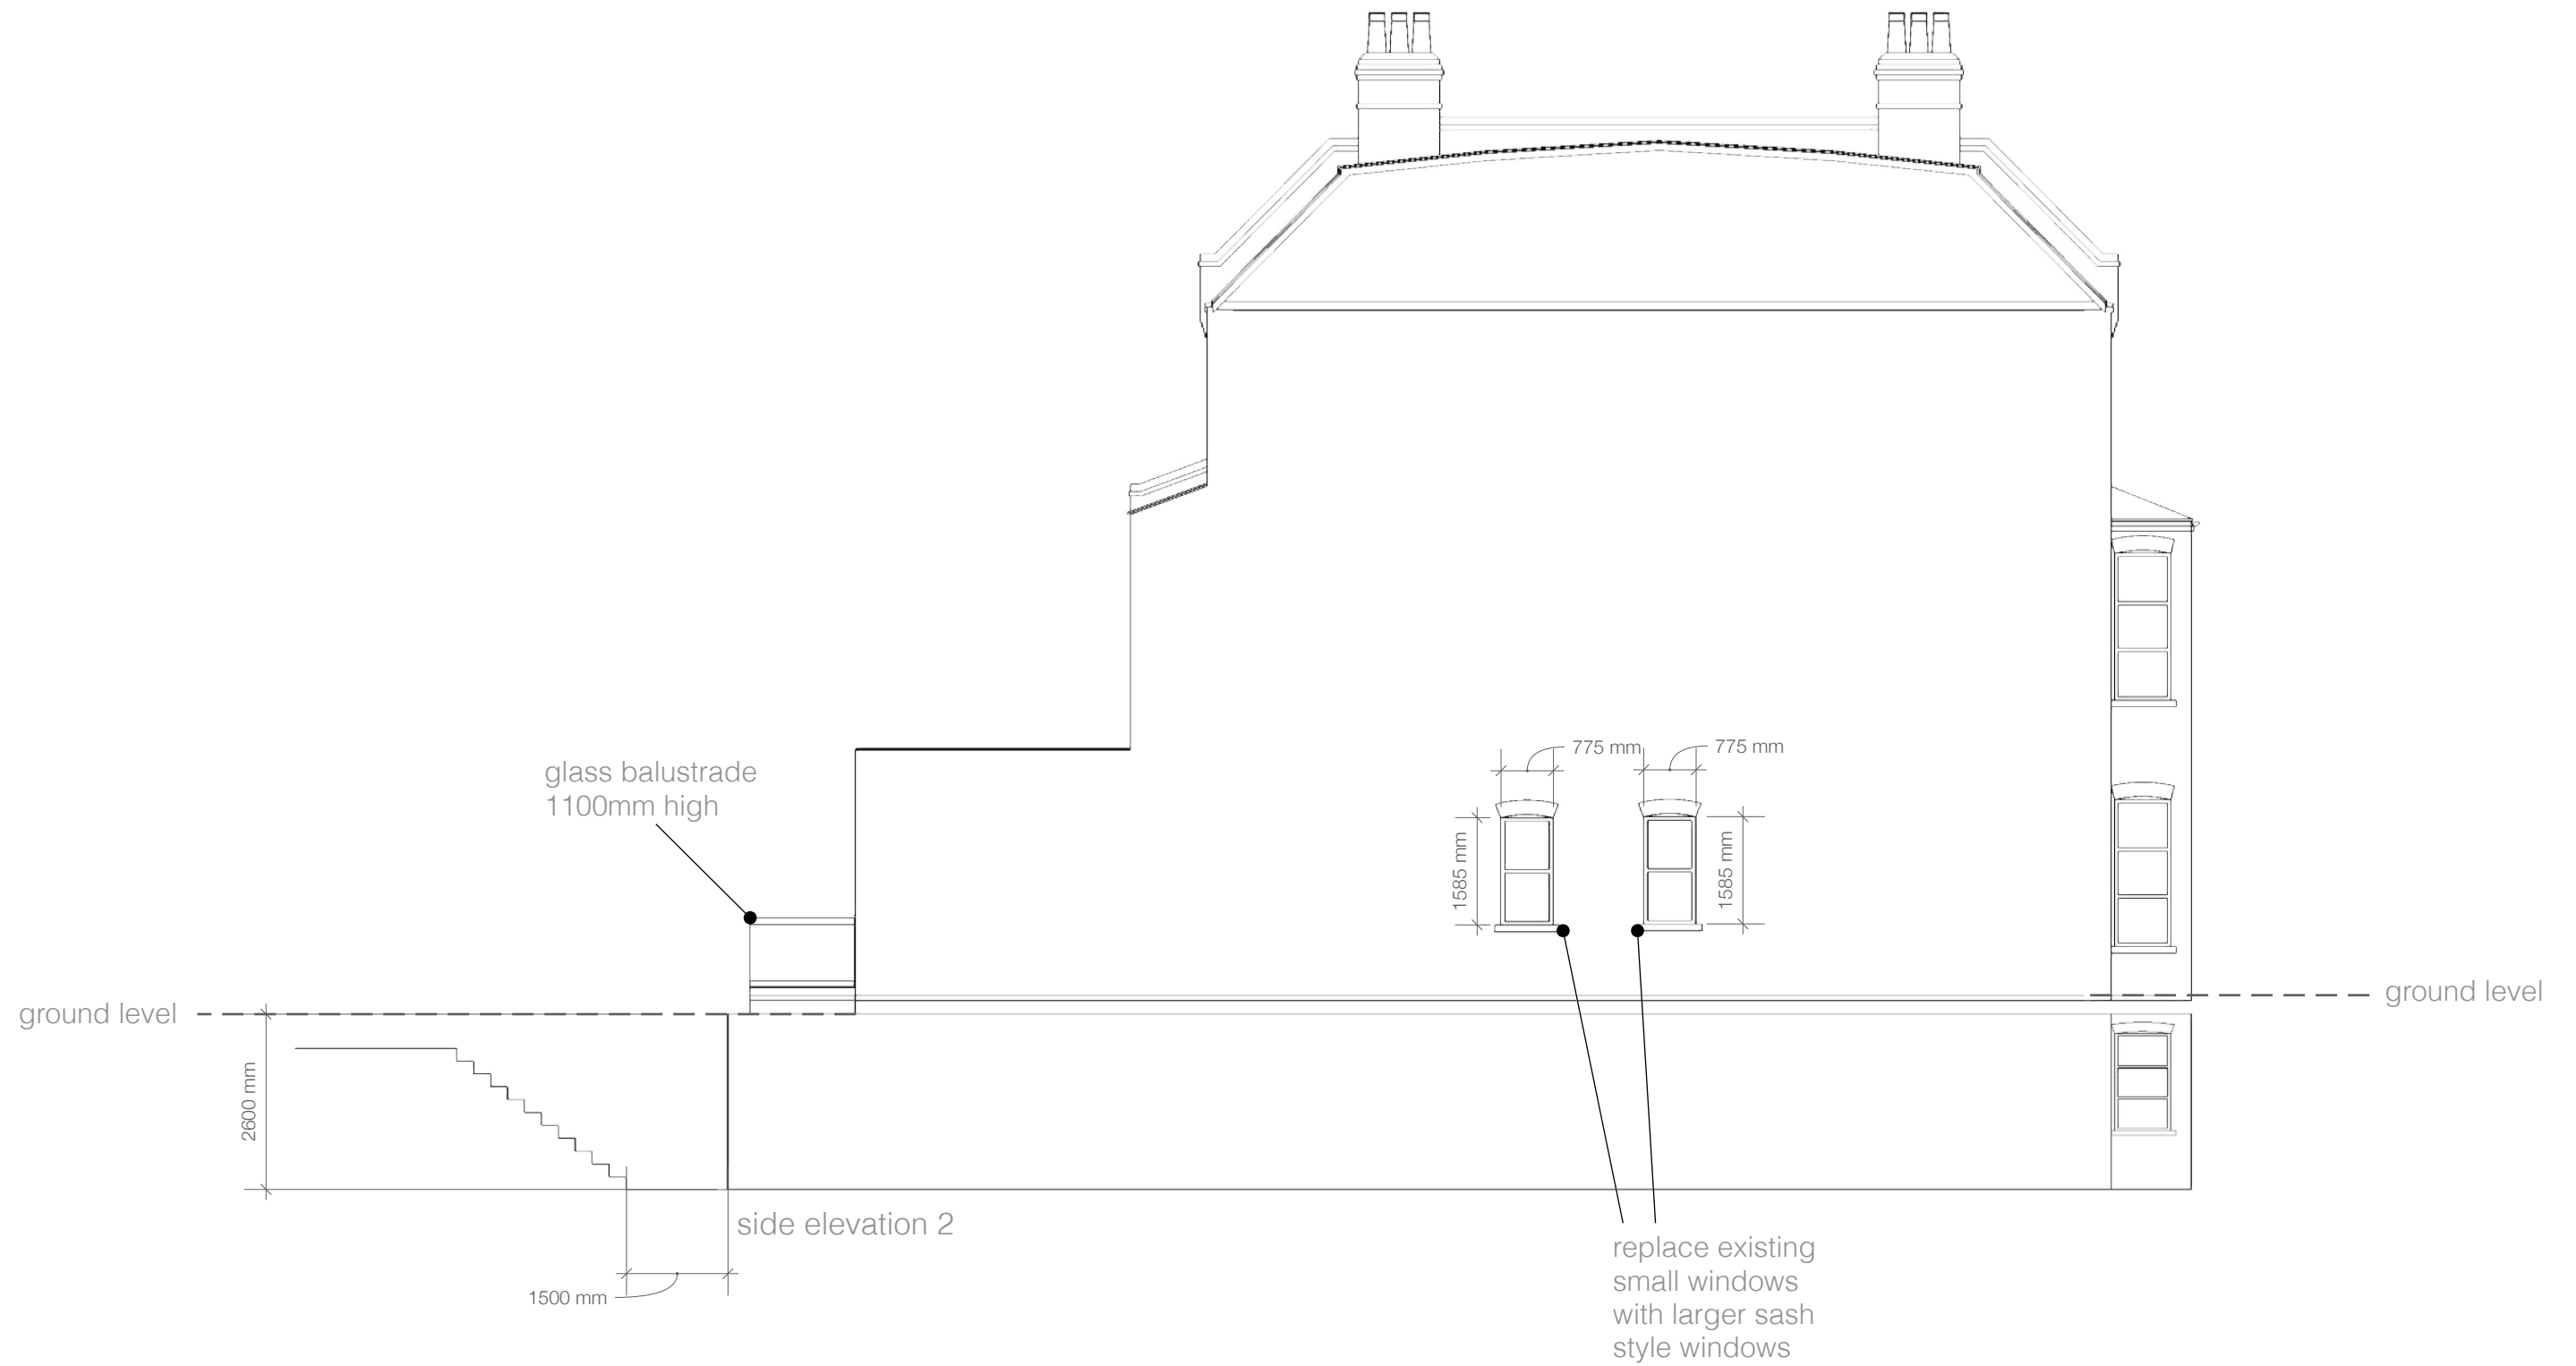 775 mm
775 mm
glass balustrade
1100mm high
1585 mm
1585 mm
ground level
ground level
2600 mm
side elevation 2
1500 mm
replace existing
small windows
with larger sash
style windows